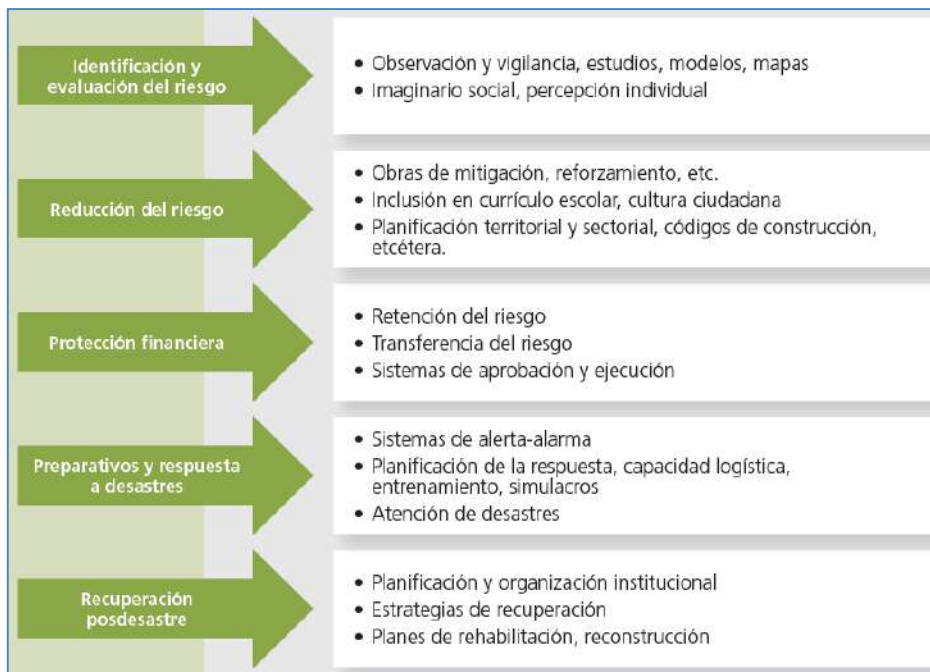 Identificación y
evaluación del riesgo
• Observación y vigilancia, estudios, modelos, mapas
• Imaginario social, percepción individual
Reducción del riesgo
• Obras de mitigación, reforzamiento, etc.
• Inclusión en currículo escolar, cultura ciudadana
• Planificación territorial y sectorial, códigos de construcción,
etcétera.
Protección financiera
• Retención del riesgo
• Transferencia del riesgo
• Sistemas de aprobación y ejecución
Preparativos y respuesta
a desastres
• Sistemas de alerta-alarma
• Planificación de la respuesta, capacidad logística,
entrenamiento, simulacros
• Atención de desastres
Recuperación
posdesastre
• Planificación y organización institucional
• Estrategias de recuperación
• Planes de rehabilitación, reconstrucción